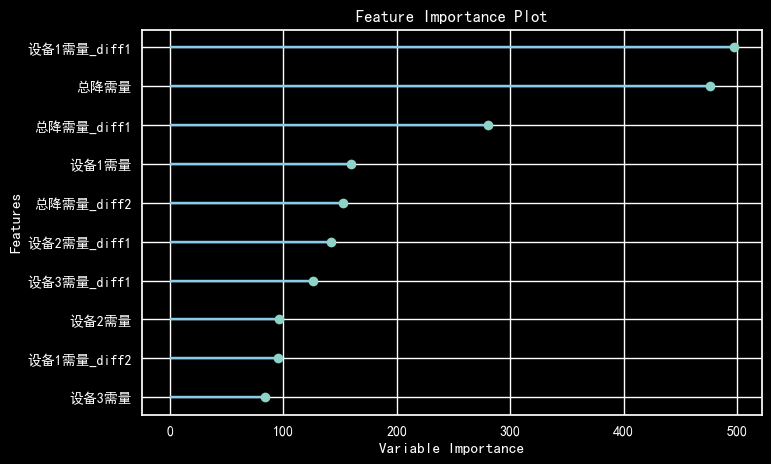 Feature Importance Plot
设备1需量_diff1
总降需量
总降需量_diff1
设备1需量
总降需量_diff2
设备2需量_diff1
设备3需量_diff1
设备2需量
设备1需量_diff2
设备3需量
Features
0 100 200 300 400 500
Variable Importance